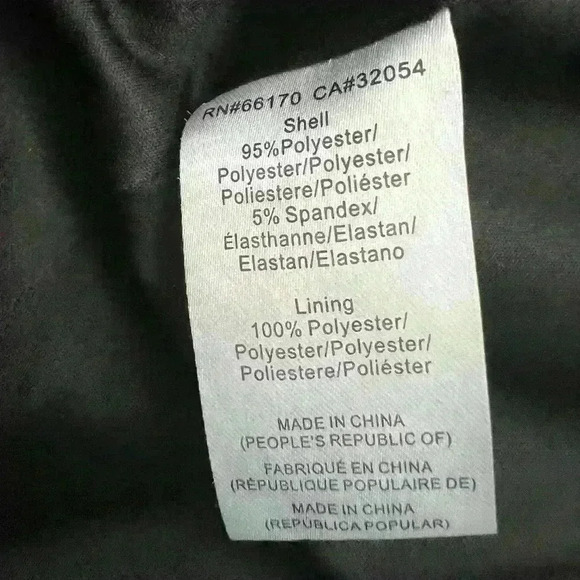 RN#66170 CA#32054
Shell
95%Polyester/
Polyester/Polyester/
Poliestere/Poliéster
5% Spandex/
Élasthanne/Elastan/
Elastan/Elastano
Lining
100% Polyester/
Polyester/Polyester/
Poliestere/Poliéster
MADE IN CHINA
(PEOPLE'S REPUBLIC OF)
FABRIQUÉ EN CHINA
(RÉPUBLIQUE POPULAIRE DE)
MADE IN CHINA
(REPÚBLICA POPULAR)